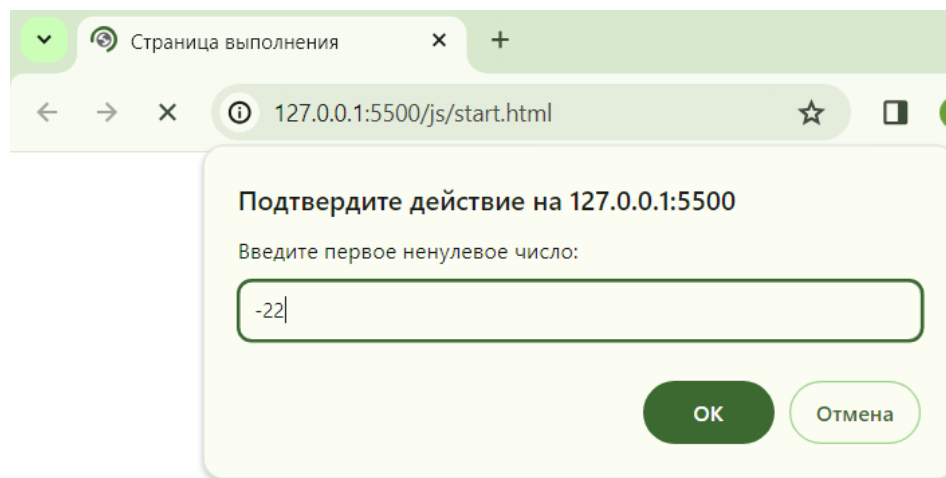 Страница выполнения
127.0.0.1:5500/js/start.html
Подтвердите действие на 127.0.0.1:5500
Введите первое ненулевое число:
-22
ОК Отмена